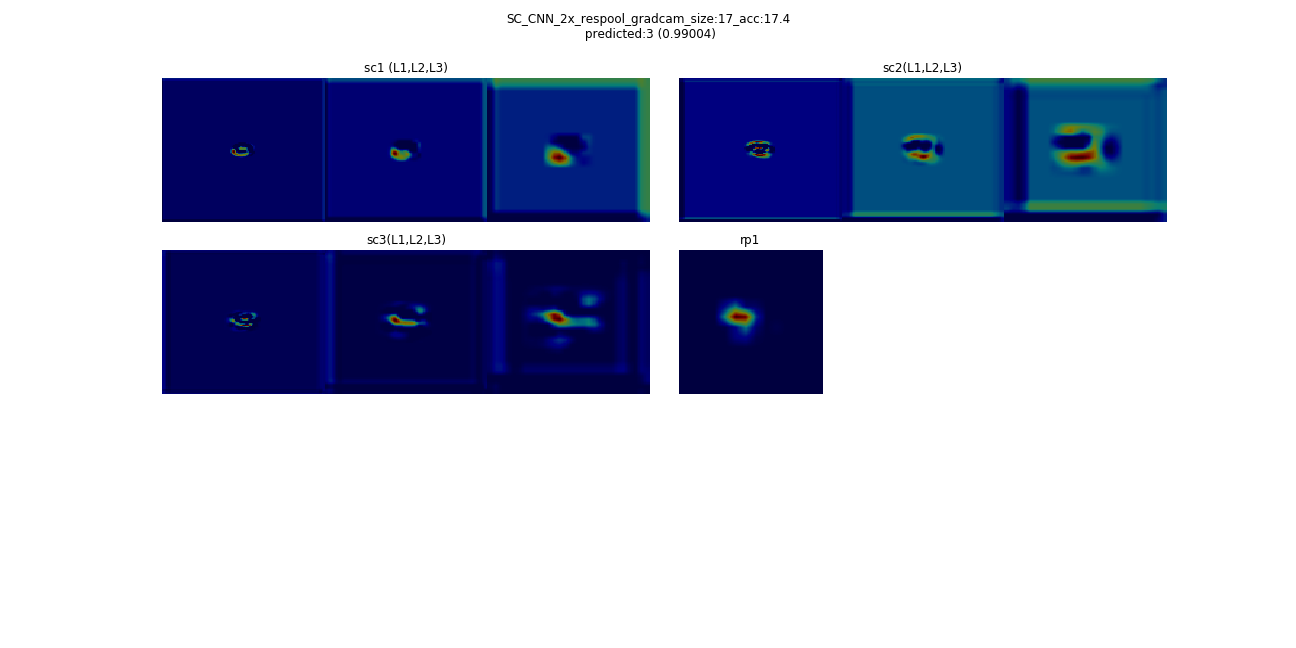 SC_CNN_2x_respool_gradcam_size:17_acc:17.4
predicted:3 (0.99004)
sc1 (L1,L2,L3)
sc2(L1,L2,L3)
sc3(L1,L2,L3)
rp1